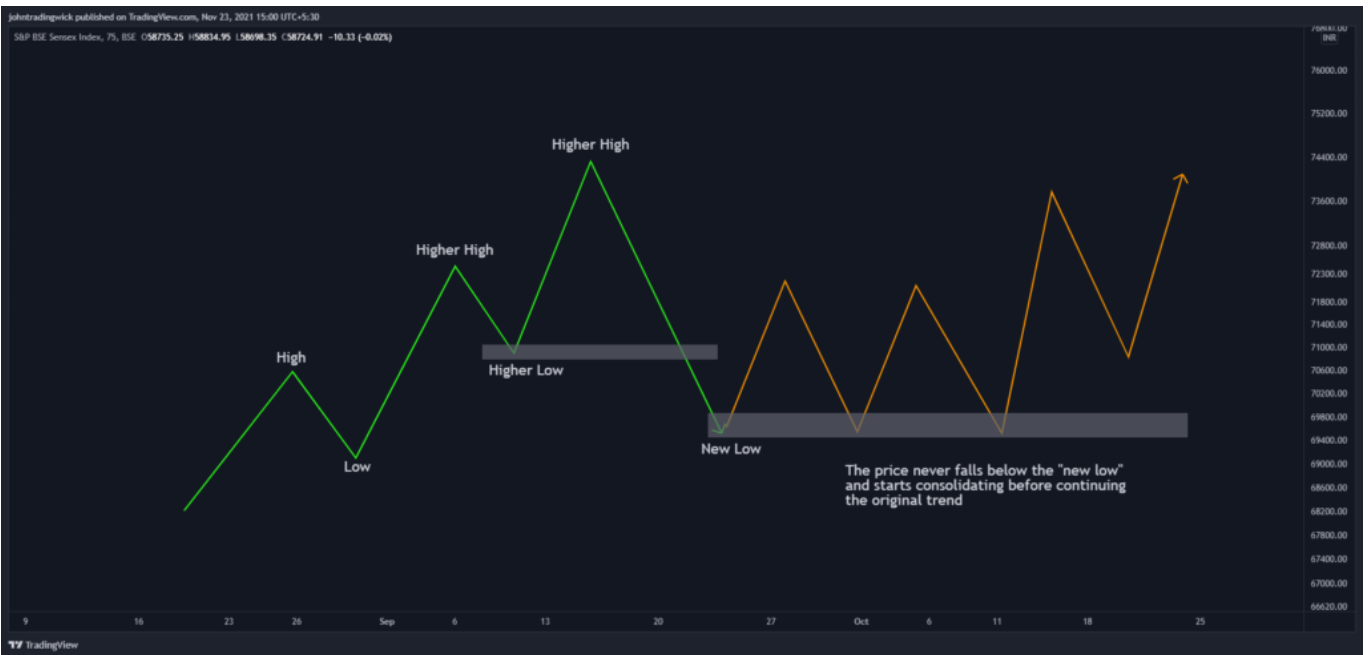 johntradingwick published on TradingView.com, Nov 23, 2021 15:00 UTC+5:30
S&P BSE Sensex Index, 75, BSE O58735.25 H58834.95 L58698.35 C58724.91 −10.33 (−0.02%)
INR
76000.00
75200.00
Higher High
74400.00
73600.00
Higher High
72800.00
72300.00
71800.00
71400.00
High
71000.00
Higher Low
70600.00
70200.00
69800.00
69400.00
New Low
Low
69000.00
The price never falls below the "new low"
and starts consolidating before continuing
the original trend
68600.00
68200.00
67800.00
67400.00
67000.00
66620.00
9 16 23 26 Sep 6 13 20 27 Oct 6 11 18 25
TradingView